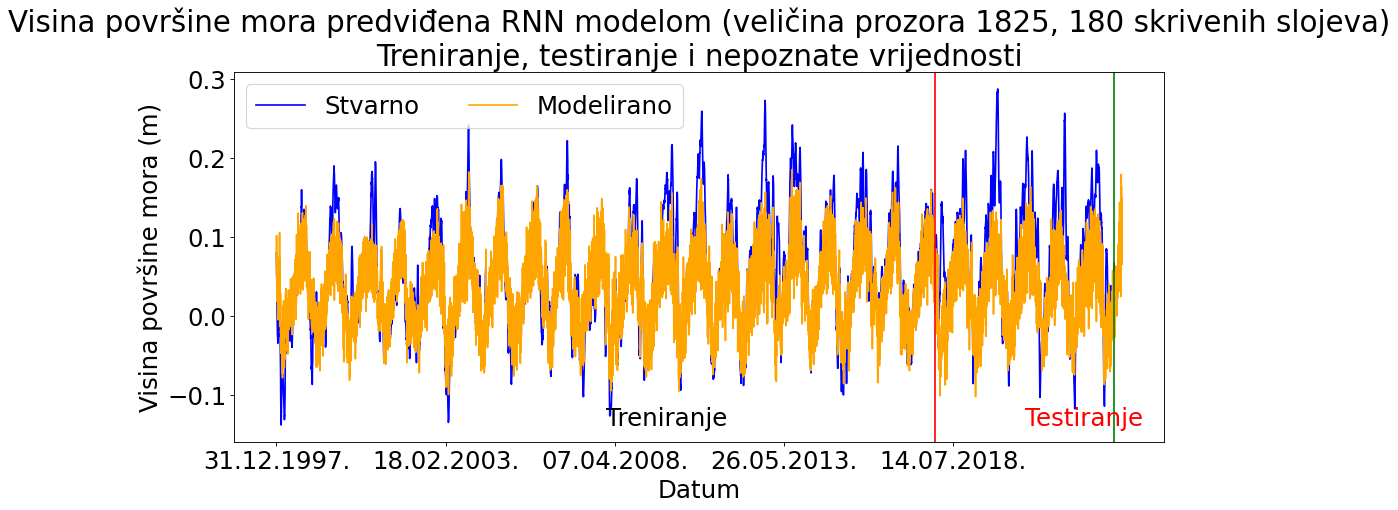 Visina površine mora predviđena RNN modelom (veličina prozora 1825, 180 skrivenih slojeva)
Treniranje, testiranje i nepoznate vrijednosti
Stvarno
Modelirano
Visina površine mora (m)
0.3
0.2
0.1
0.0
−0.1
Treniranje
Testiranje
31.12.1997.
18.02.2003.
07.04.2008.
26.05.2013.
14.07.2018.
Datum